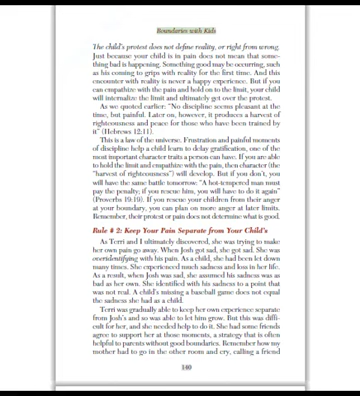 Boundaries with Kids
The child's protest does not define reality, or right from wrong.
Just because your child is in pain does not mean that some-
thing bad is happening. Something good may be occurring, such
as his coming to grips with reality for the first time. And this
encounter with reality is never a happy experience. But if you
can empathize with the pain and hold on to the limit, your child
will internalize the limit and ultimately get over the protest.
As we quoted earlier: "No discipline seems pleasant at the
time, but painful. Later on, however, it produces a harvest of
righteousness and peace for those who have been trained by
it" (Hebrews 12:11).
This is a law of the universe. Frustration and painful moments
of discipline help a child learn to delay gratification, one of the
most important character traits a person can have. If you are able
to hold the limit and empathize with the pain, then character (the
"harvest of righteousness") will develop. But if you don't, you
will have the same battle tomorrow: "A hot-tempered man must
pay the penalty; if you rescue him, you will have to do it again"
(Proverbs 19:19). If you rescue your children from their anger
at your boundary, you can plan on more anger at later limits.
Remember, their protest or pain does not determine what is good.
Rule # 2: Keep Your Pain Separate from Your Child's
As Terri and I ultimately discovered, she was trying to make
her own pain go away. When Josh got sad, she got sad. She was
overidentifying with his pain. As a child, she had been let down
many times. She experienced much sadness and loss in her life.
As a result, when Josh was sad, she assumed his sadness was as
bad as her own. She identified with his sadness to a point that
was not real. A child's missing a baseball game does not equal
the sadness she had as a child.
Terri was gradually able to keep her own experience separate
from Josh's and so was able to let him grow. But this was diffi-
cult for her, and she needed help to do it. She had some friends
agree to support her at those moments, a strategy that is often
helpful to parents without good boundaries. Remember how my
mother had to go in the other room and cry, calling a friend
140